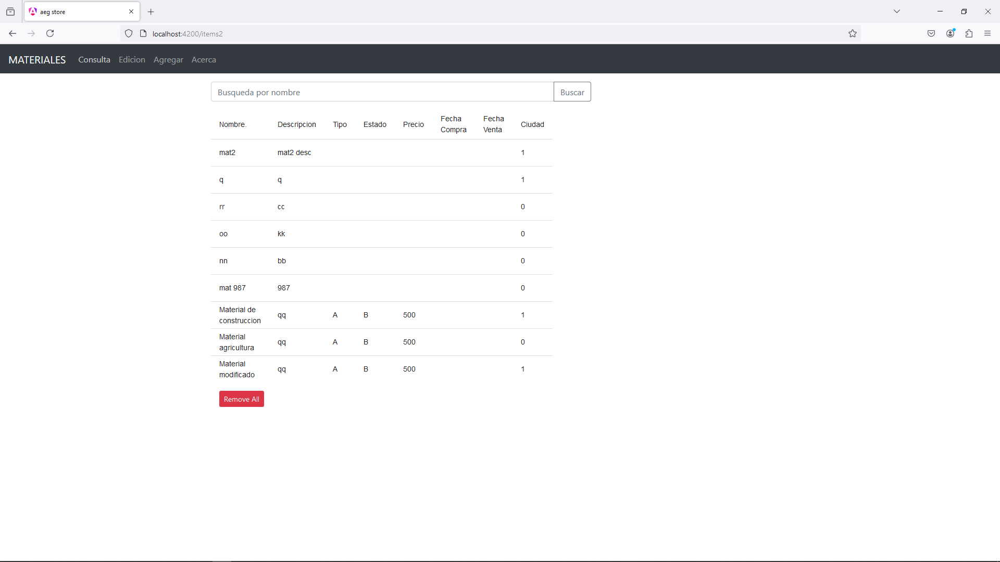 aeg store
localhost:4200/items2
MATERIALES Consulta Edicion Agregar Acerca
Busqueda por nombre Buscar
Nombre. Descripcion Tipo Estado Precio Fecha Compra Fecha Venta Ciudad
mat2 mat2 desc 1
q q 1
rr cc 0
oo kk 0
nn bb 0
mat 987 987 0
Material de construccion qq A B 500 1
Material agricultura qq A B 500 0
Material modificado qq A B 500 1
Remove All